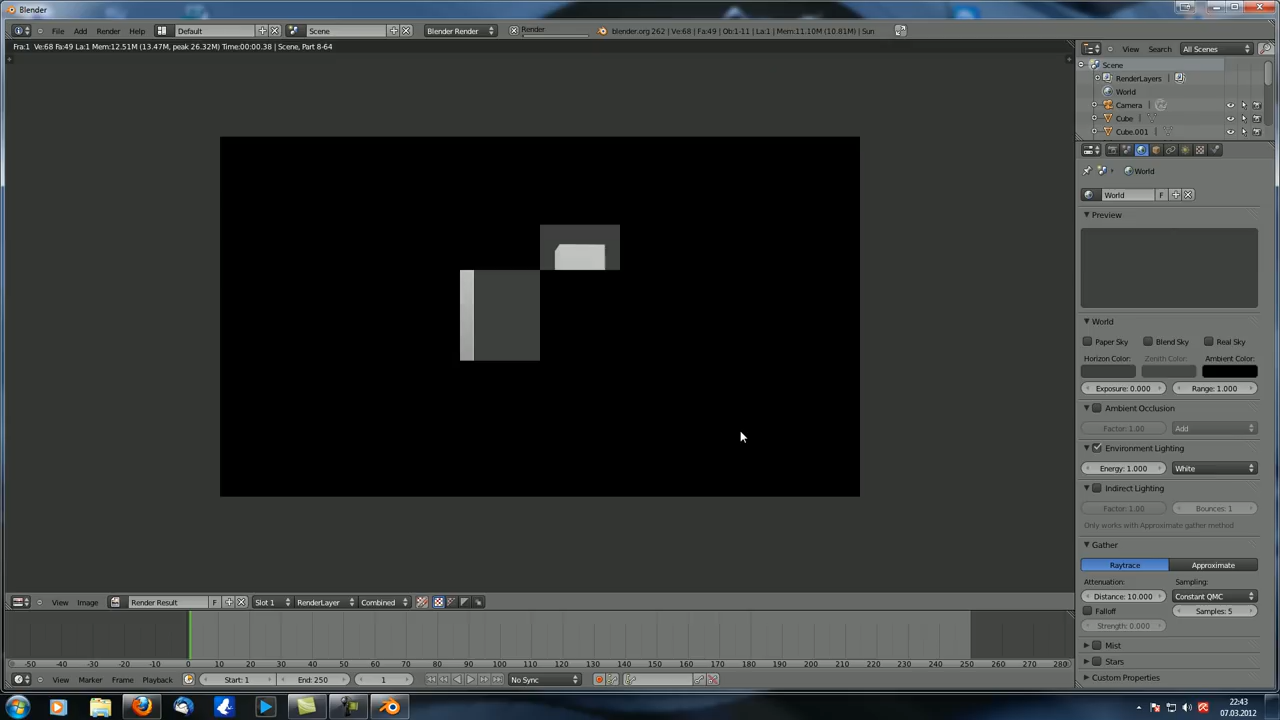 Blender
File Add Render Help Default Scene Blender Render Render blender.org 262 | Ve:68 | Fa:49 | Ob:1-11 | La:1 | Mem:11.10M (10.81M) | Sun
Fra:1 Ve:68 Fa:49 La:1 Mem:12.51M (13.47M, peak 26.32M) Time:00:00.38 | Scene, Part 8-64
View Search All Scenes
Scene
RenderLayers
World
Camera
Cube
Cube.001
World
World F
Preview
World
Paper Sky Blend Sky Real Sky
Horizon Color: Zenith Color: Ambient Color:
Exposure: 0.000 Range: 1.000
Ambient Occlusion
Factor: 1.00 Add
Environment Lighting
Energy: 1.000 White
Indirect Lighting
Factor: 1.00 Bounces: 1
Only works with Approximate gather method
Gather
Raytrace Approximate
Attenuation: Sampling:
Distance: 10.000 Constant QMC
Falloff Samples: 5
Strength: 0.000
Mist
Stars
Custom Properties
View Image Render Result F Slot 1 RenderLayer Combined
-50 -40 -30 -20 -10 0 10 20 30 40 50 60 70 80 90 100 110 120 130 140 150 160 170 180 190 200 210 220 230 240 250 260 270 280
View Marker Frame Playback Start: 1 End: 250 1 No Sync
22:43
07.03.2012